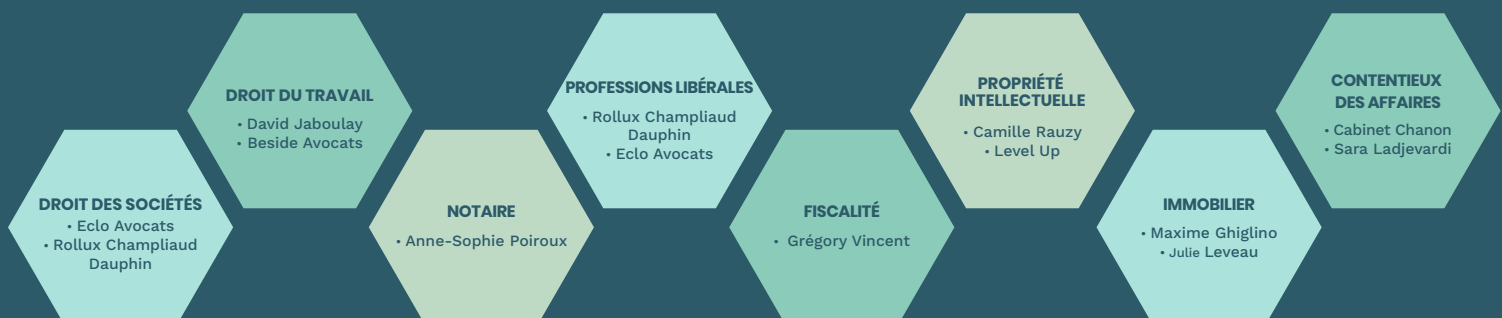 DROIT DES SOCIÉTÉS
• Eclo Avocats
• Rollux Champliaud
Dauphin
DROIT DU TRAVAIL
• David Jaboulay
• Beside Avocats
NOTAIRE
• Anne-Sophie Poiroux
PROFESSIONS LIBÉRALES
• Rollux Champliaud
Dauphin
• Eclo Avocats
FISCALITÉ
• Grégory Vincent
PROPRIÉTÉ
INTELLECTUELLE
• Camille Rauzy
• Level Up
IMMOBILIER
• Maxime Ghiglino
• Julie Leveau
CONTENTIEUX
DES AFFAIRES
• Cabinet Chanon
• Sara Ladjevardi